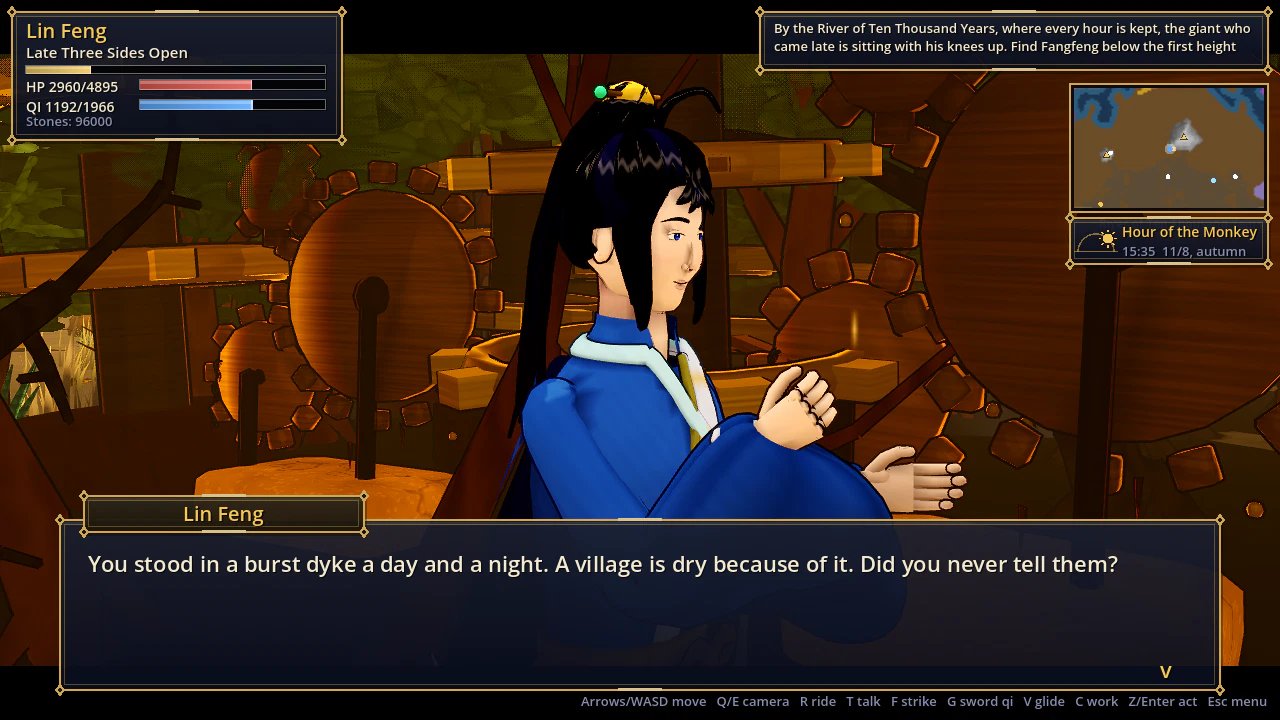 Lin Feng
Late Three Sides Open
HP 2960/4895
QI 1192/1966
Stones: 96000
By the River of Ten Thousand Years, where every hour is kept, the giant who
came late is sitting with his knees up. Find Fangfeng below the first height
Hour of the Monkey
15:35 11/8, autumn
Lin Feng
You stood in a burst dyke a day and a night. A village is dry because of it. Did you never tell them?
V
Arrows/WASD move Q/E camera R ride T talk F strike G sword qi V glide C work Z/Enter act Esc menu